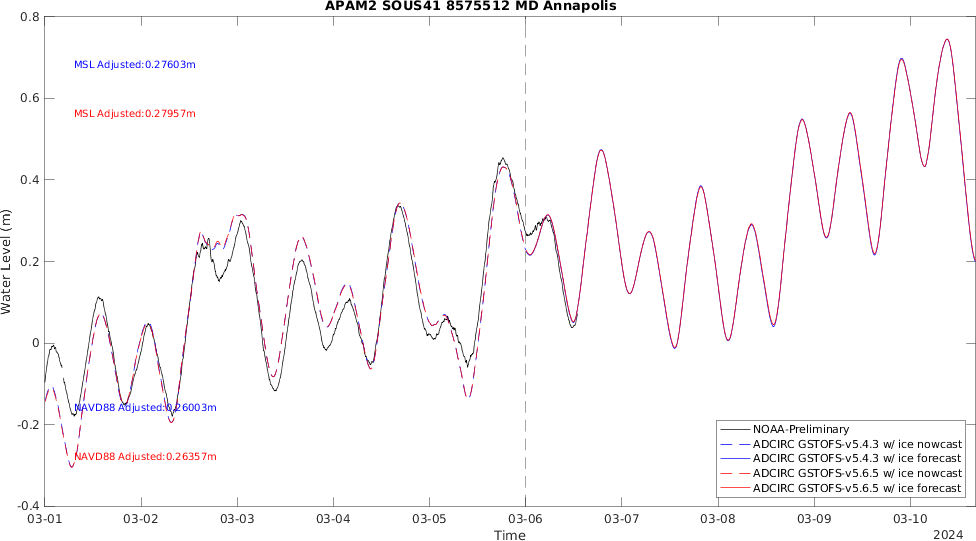 APAM2 SOUS41 8575512 MD Annapolis
0.8
MSL Adjusted:0.27603m
0.6
MSL Adjusted:0.27957m
0.4
Water Level (m)
0.2
0
NAVD88 Adjusted:0.26003m
-0.2
NAVD88 Adjusted:0.26357m
NOAA-Preliminary
ADCIRC GSTOFS-v5.4.3 w/ ice nowcast
ADCIRC GSTOFS-v5.4.3 w/ ice forecast
ADCIRC GSTOFS-v5.6.5 w/ ice nowcast
ADCIRC GSTOFS-v5.6.5 w/ ice forecast
-0.4
03-01 03-02 03-03 03-04 03-05 03-06 03-07 03-08 03-09 03-10
Time
2024